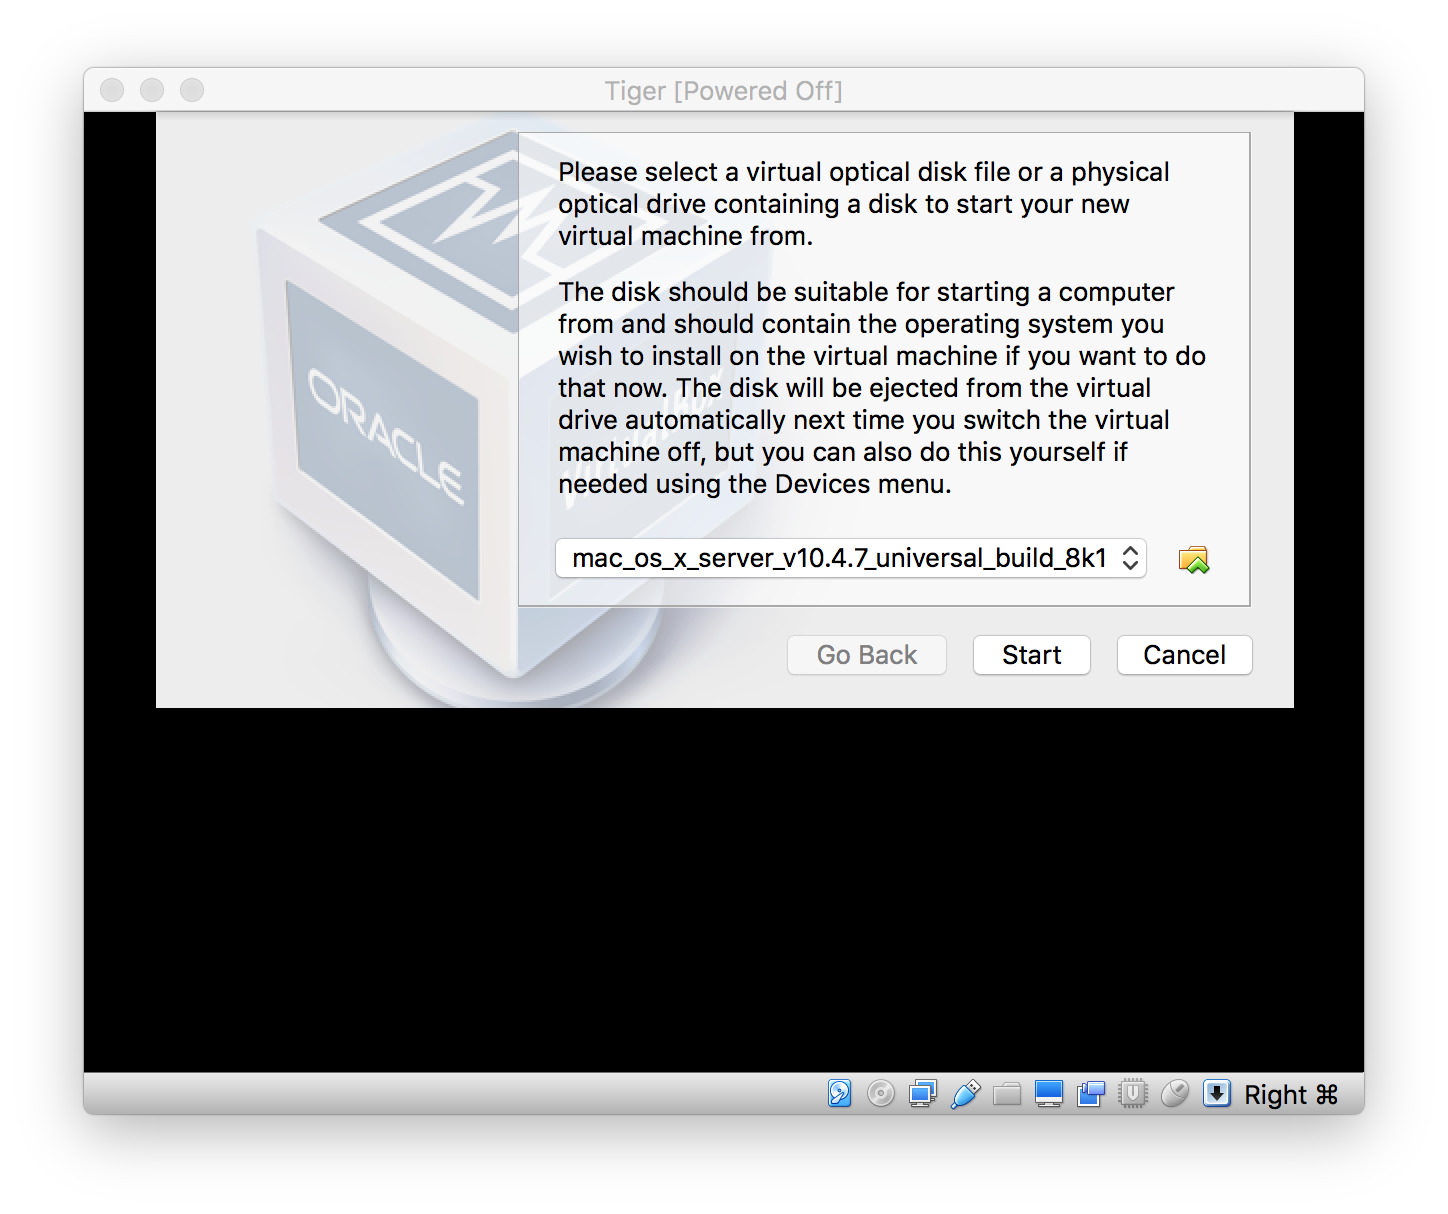 Tiger [Powered Off]
Please select a virtual optical disk file or a physical
optical drive containing a disk to start your new
virtual machine from.
The disk should be suitable for starting a computer
from and should contain the operating system you
wish to install on the virtual machine if you want to do
that now. The disk will be ejected from the virtual
drive automatically next time you switch the virtual
machine off, but you can also do this yourself if
needed using the Devices menu.
ORACLE
VirtualBox
mac_os_x_server_v10.4.7_universal_build_8k1
Go Back
Start
Cancel
Right ⌘